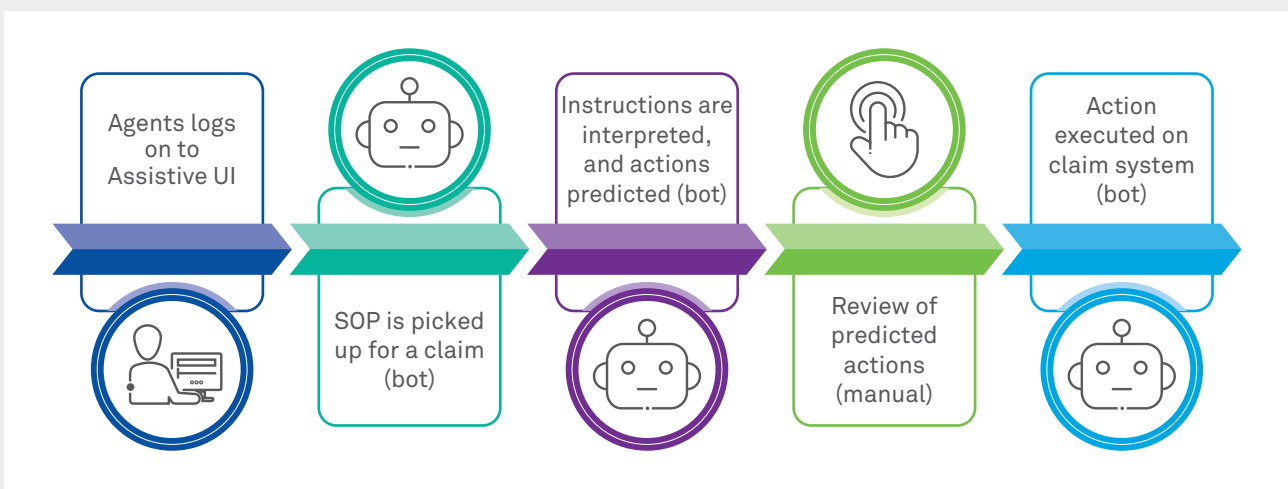 Agents logs
on to
Assistive UI
SOP is picked
up for a claim
(bot)
Instructions are
interpreted,
and actions
predicted (bot)
Review of
predicted
actions
(manual)
Action
executed on
claim system
(bot)